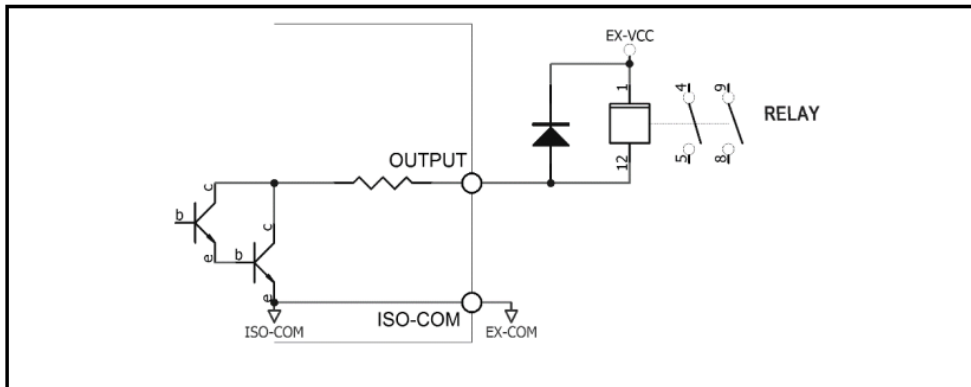 EX-VCC
1
4
9
RELAY
12
5
8
OUTPUT
c
b
c
e
b
e
ISO-COM
ISO-COM
EX-COM